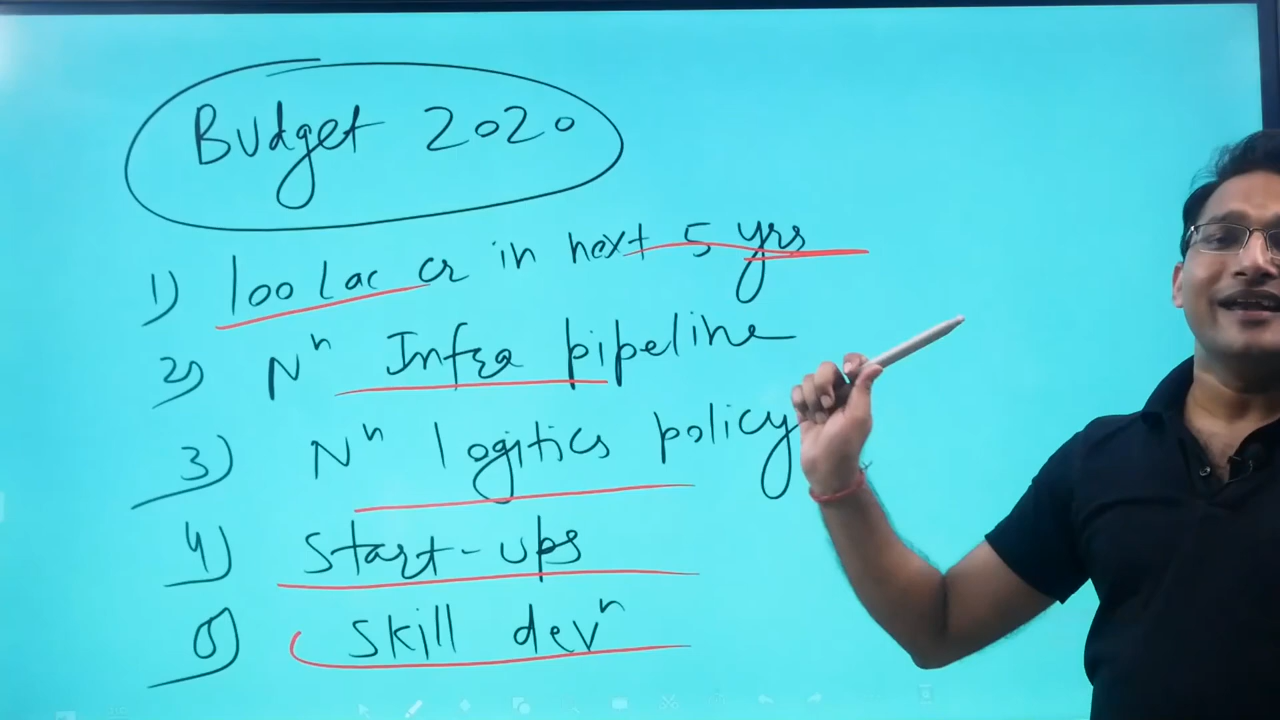 Budget 2020
1) 100 lac cr in next 5 yrs
2) Nⁿ Infra pipeline
3) Nⁿ logitics policy
4) Start-ups
5) Skill devⁿ